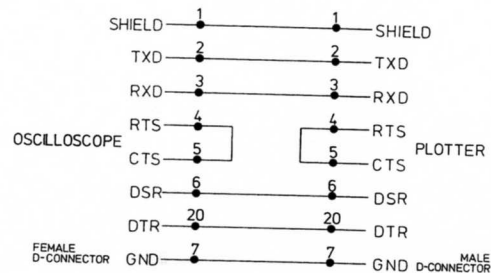 SHIELD 1 1 SHIELD
TXD 2 2 TXD
RXD 3 3 RXD
RTS 4 4 RTS
OSCILLOSCOPE PLOTTER
CTS 5 5 CTS
DSR 6 6 DSR
DTR 20 20 DTR
FEMALE
D-CONNECTOR GND 7 7 GND MALE
D-CONNECTOR